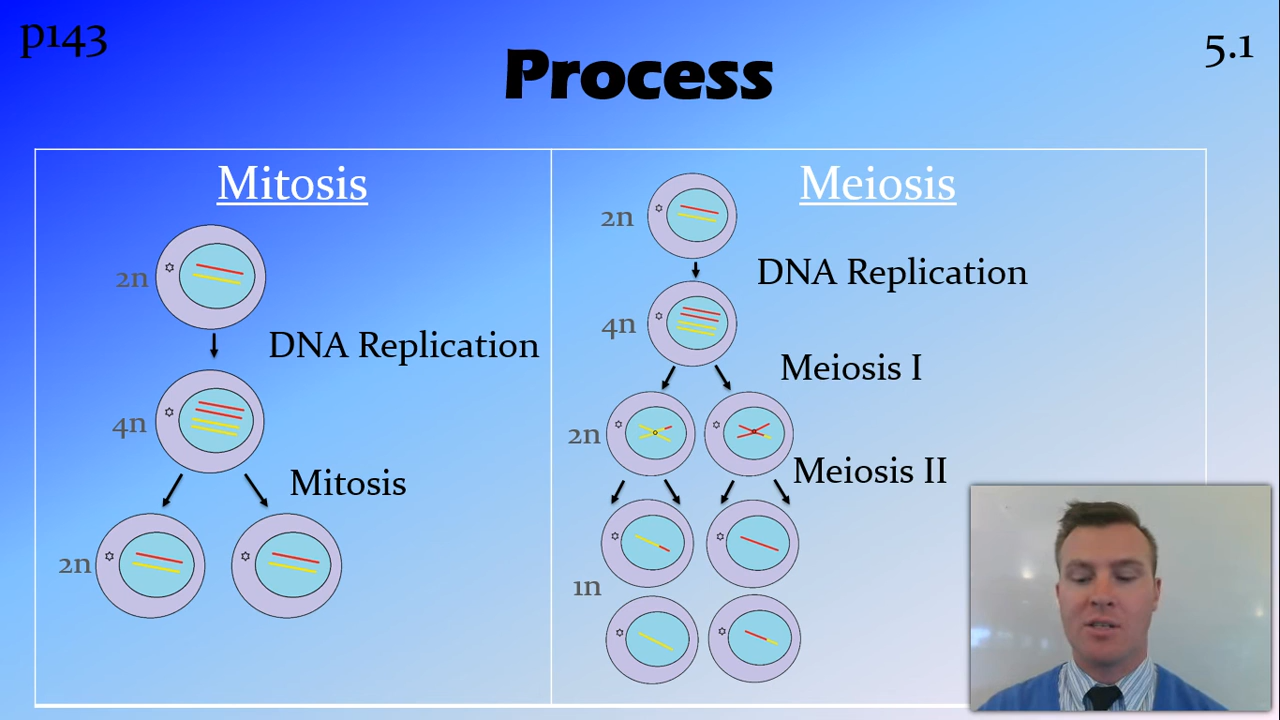 p143
5.1
Process
Mitosis
2n
DNA Replication
4n
Mitosis
2n
Meiosis
2n
DNA Replication
4n
Meiosis I
2n
Meiosis II
1n